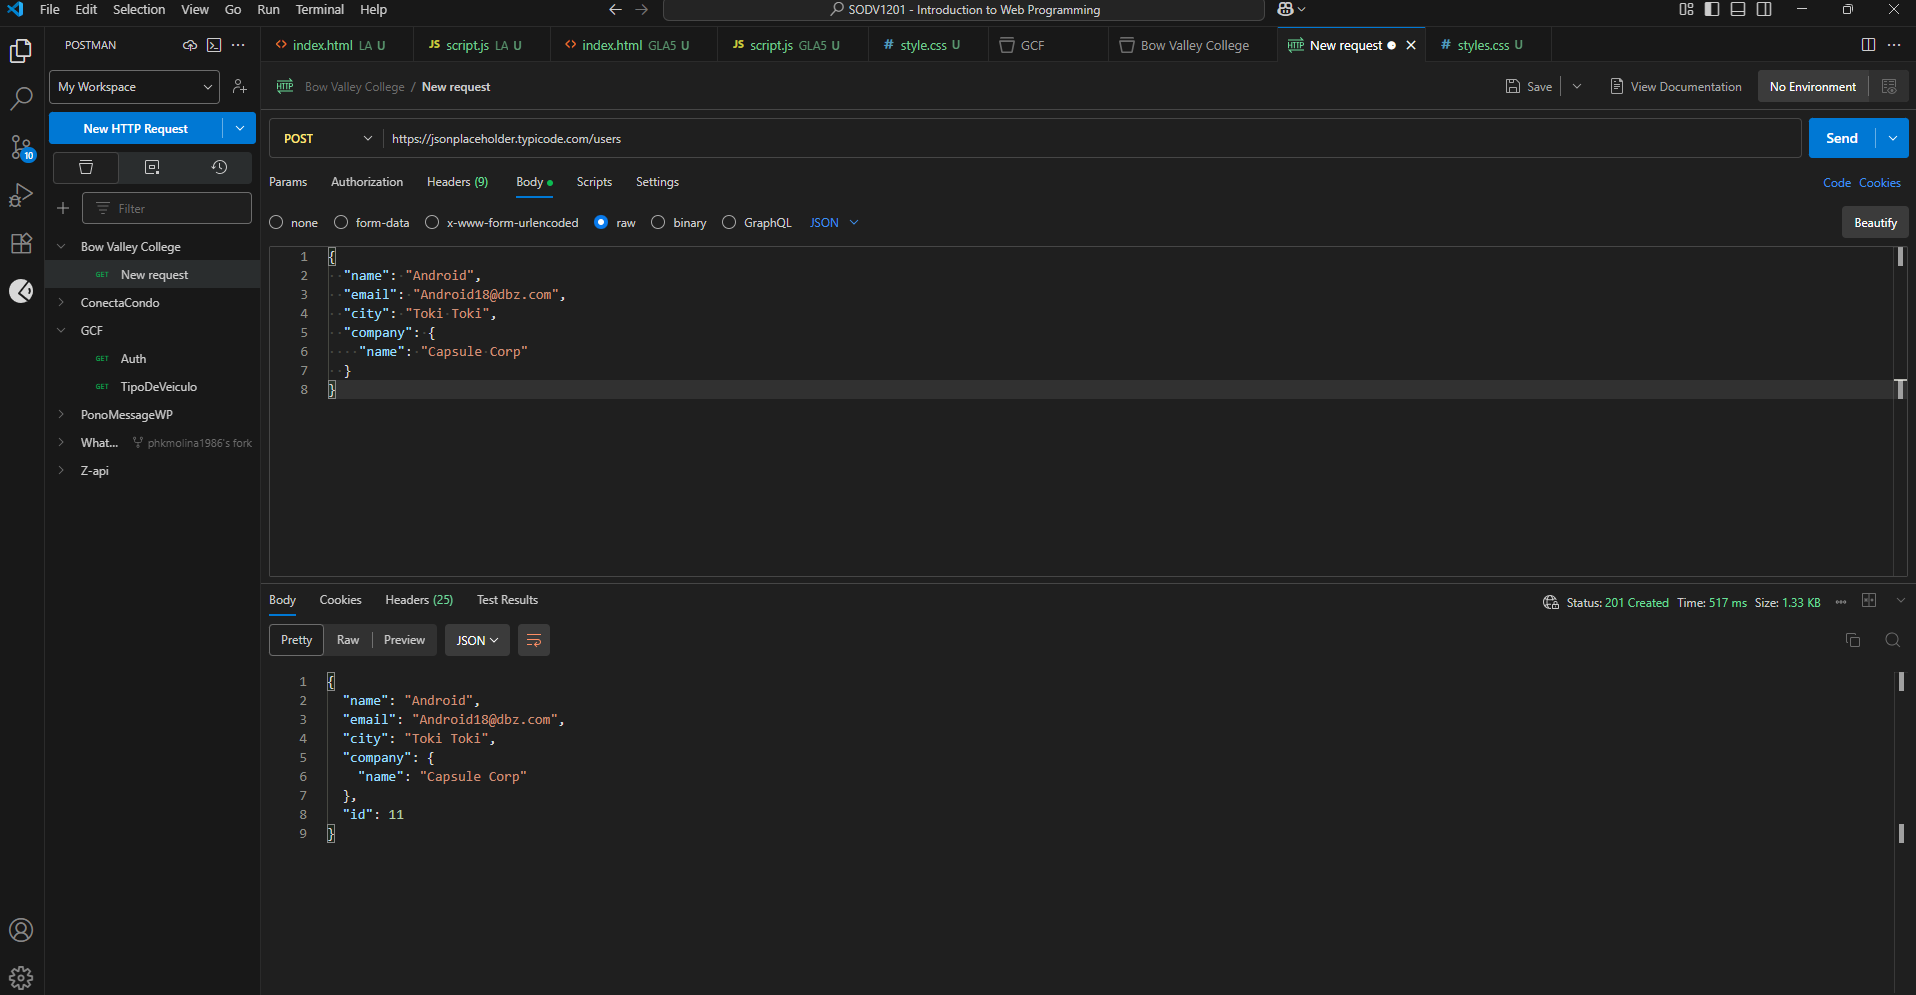 File Edit Selection View Go Run Terminal Help
SODV1201 - Introduction to Web Programming
POSTMAN
<> index.html LA U
JS script.js LA U
<> index.html GLA5 U
JS script.js GLA5 U
# style.css U
GCF
Bow Valley College
HTTP New request
# styles.css U
My Workspace
HTTP Bow Valley College / New request
Save
View Documentation
No Environment
New HTTP Request
POST
https://jsonplaceholder.typicode.com/users
Send
10
Params Authorization Headers (9) Body Scripts Settings
Code Cookies
Filter
none form-data x-www-form-urlencoded raw binary GraphQL JSON
Beautify
Bow Valley College
GET New request
ConectaCondo
GCF
GET Auth
GET TipoDeVeiculo
PonoMessageWP
What... phkmolina1986's fork
Z-api
1 {
2 "name": "Android",
3 "email": "Android18@dbz.com",
4 "city": "Toki Toki",
5 "company": {
6 "name": "Capsule Corp"
7 }
8 }
Body Cookies Headers (25) Test Results
Status: 201 Created Time: 517 ms Size: 1.33 KB
Pretty Raw Preview JSON
1 {
2 "name": "Android",
3 "email": "Android18@dbz.com",
4 "city": "Toki Toki",
5 "company": {
6 "name": "Capsule Corp"
7 },
8 "id": 11
9 }